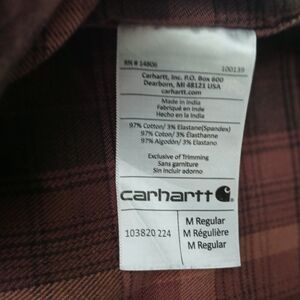 RN # 14806 100139
Carhartt, Inc. P.O. Box 600
Dearborn, MI 48121 USA
carhartt.com
Made in India
Fabriqué en Inde
Hecho en la India
97% Cotton/ 3% Elastane(Spandex)
97% Coton/ 3% Élasthanne
97% Algodón/ 3% Elastano
Exclusive of Trimming
Sans garniture
Sin incluir adorno
carhartt
103820 224
M Regular
M Régulière
M Regular